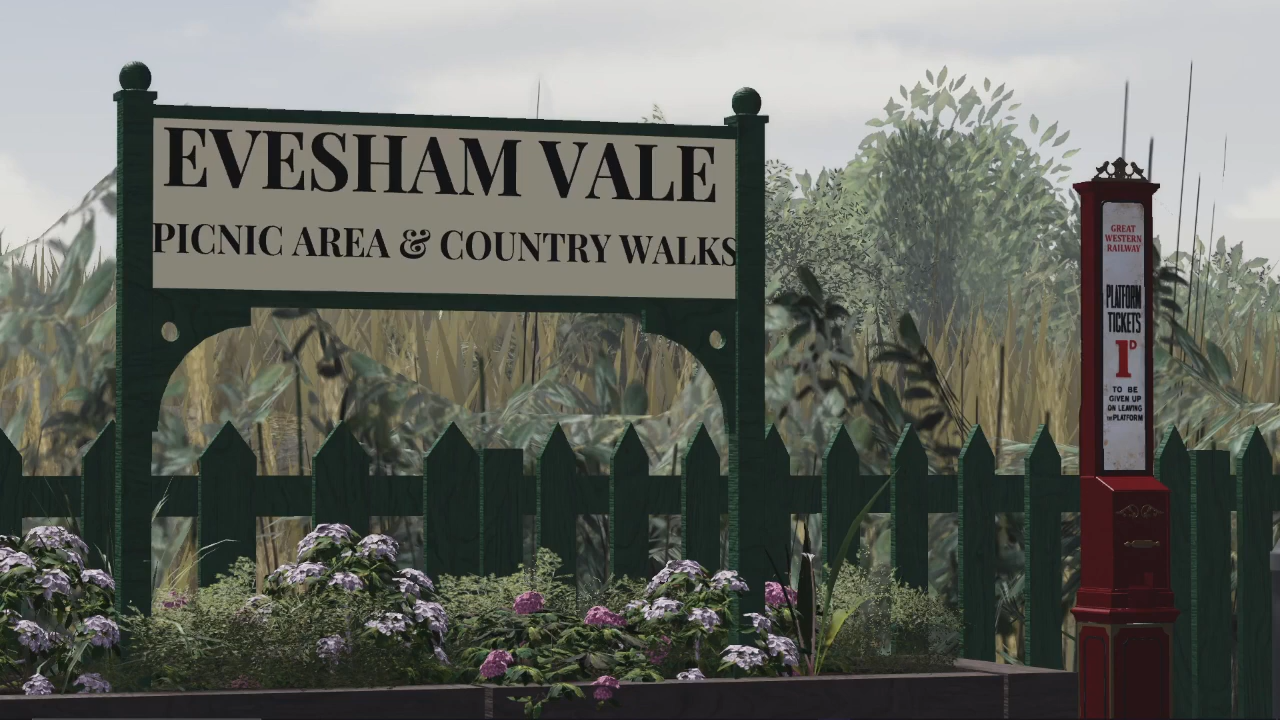 EVESHAM VALE
PICNIC AREA & COUNTRY WALKS
GREAT
WESTERN
RAILWAY
PLATFORM
TICKETS
1D
TO BE
GIVEN UP
ON LEAVING
THE PLATFORM